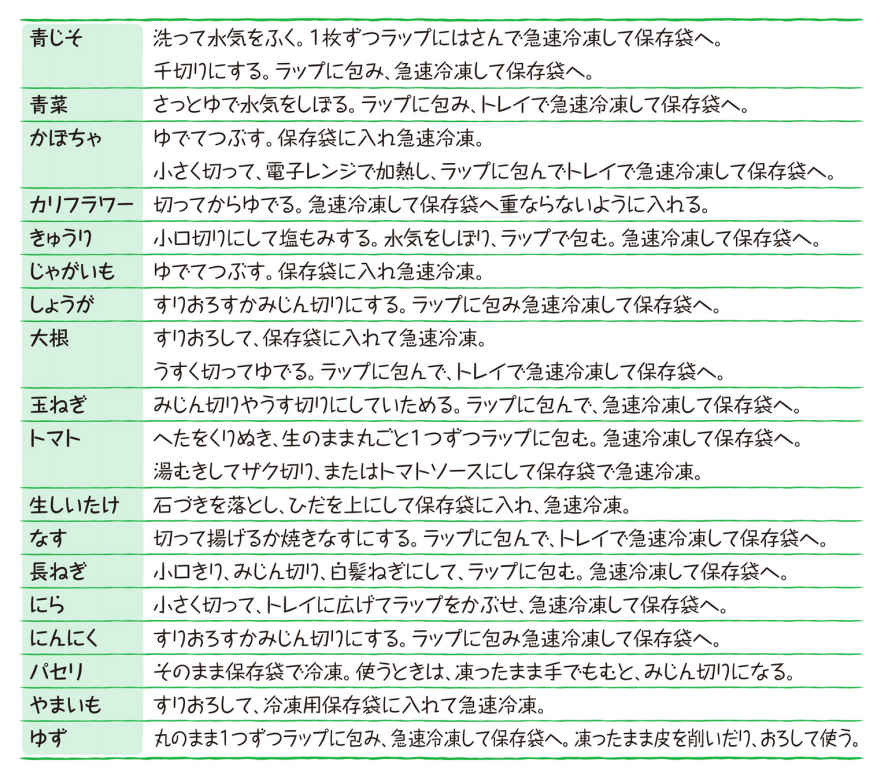 青じそ 洗って水気をふく。1枚ずつラップにはさんで急速冷凍して保存袋へ。
千切りにする。ラップに包み、急速冷凍して保存袋へ。
青菜 さっとゆで水気をしぼる。ラップに包み、トレイで急速冷凍して保存袋へ。
かぼちゃ ゆでてつぶす。保存袋に入れ急速冷凍。
小さく切って、電子レンジで加熱し、ラップに包んでトレイで急速冷凍して保存袋へ。
カリフラワー 切ってからゆでる。急速冷凍して保存袋へ重ならないように入れる。
きゅうり 小口切りにして塩もみする。水気をしぼり、ラップで包む。急速冷凍して保存袋へ。
じゃがいも ゆでてつぶす。保存袋に入れ急速冷凍。
しょうが すりおろすかみじん切りにする。ラップに包み急速冷凍して保存袋へ。
大根 すりおろして、保存袋に入れて急速冷凍。
うすく切ってゆでる。ラップに包んで、トレイで急速冷凍して保存袋へ。
玉ねぎ みじん切りやうす切りにしていためる。ラップに包んで、急速冷凍して保存袋へ。
トマト へたをくりぬき、生のまま丸ごと1つずつラップに包む。急速冷凍して保存袋へ。
湯むきしてザク切り、またはトマトソースにして保存袋で急速冷凍。
生しいたけ 石づきを落とし、ひだを上にして保存袋に入れ、急速冷凍。
なす 切って揚げるか焼きなすにする。ラップに包んで、トレイで急速冷凍して保存袋へ。
長ねぎ 小口きり、みじん切り、白髪ねぎにして、ラップに包む。急速冷凍して保存袋へ。
にら 小さく切って、トレイに広げてラップをかぶせ、急速冷凍して保存袋へ。
にんにく すりおろすかみじん切りにする。ラップに包み急速冷凍して保存袋へ。
パセリ そのまま保存袋で冷凍。使うときは、凍ったまま手でもむと、みじん切りになる。
やまいも すりおろして、冷凍用保存袋に入れて急速冷凍。
ゆず 丸のまま1つずつラップに包み、急速冷凍して保存袋へ。凍ったまま皮を削いだり、おろして使う。